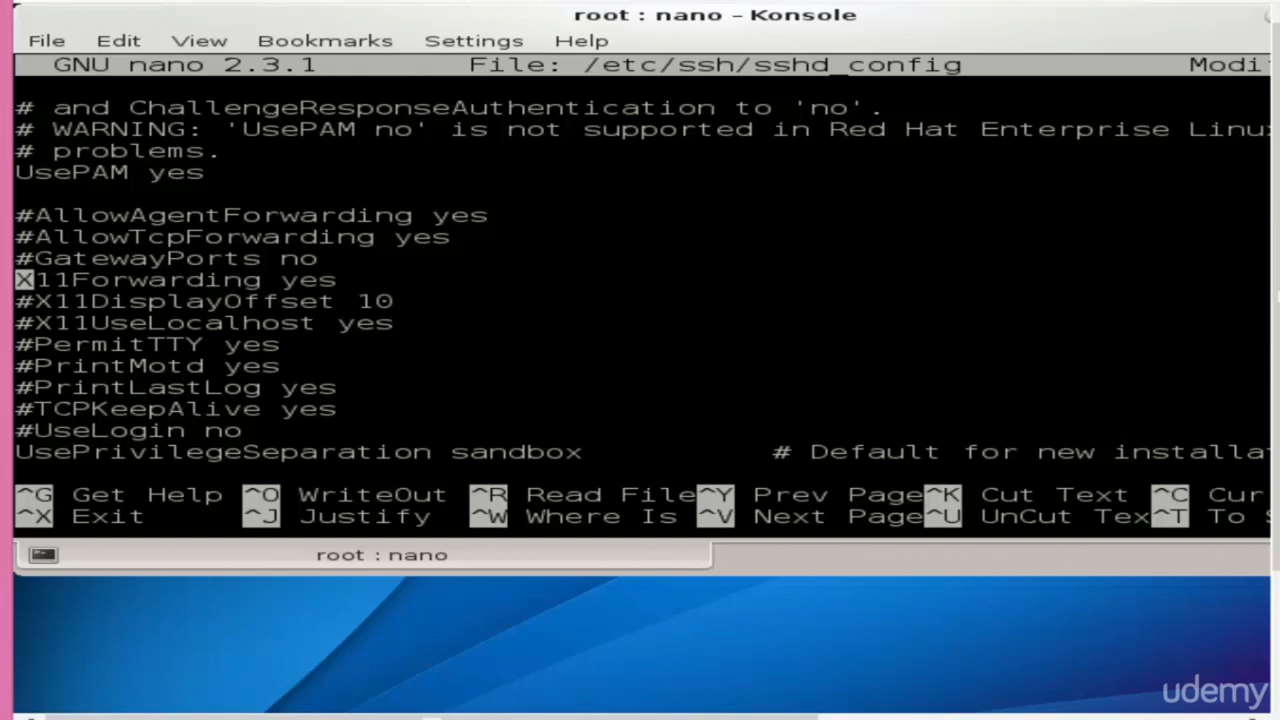 root : nano – Konsole
File Edit View Bookmarks Settings Help
GNU nano 2.3.1 File: /etc/ssh/sshd_config Modi
# and ChallengeResponseAuthentication to 'no'.
# WARNING: 'UsePAM no' is not supported in Red Hat Enterprise Linu
# problems.
UsePAM yes
#AllowAgentForwarding yes
#AllowTcpForwarding yes
#GatewayPorts no
X11Forwarding yes
#X11DisplayOffset 10
#X11UseLocalhost yes
#PermitTTY yes
#PrintMotd yes
#PrintLastLog yes
#TCPKeepAlive yes
#UseLogin no
UsePrivilegeSeparation sandbox # Default for new installat
^G Get Help ^O WriteOut ^R Read File ^Y Prev Page ^K Cut Text ^C Cur
^X Exit ^J Justify ^W Where Is ^V Next Page ^U UnCut Tex ^T To S
root : nano
udemy